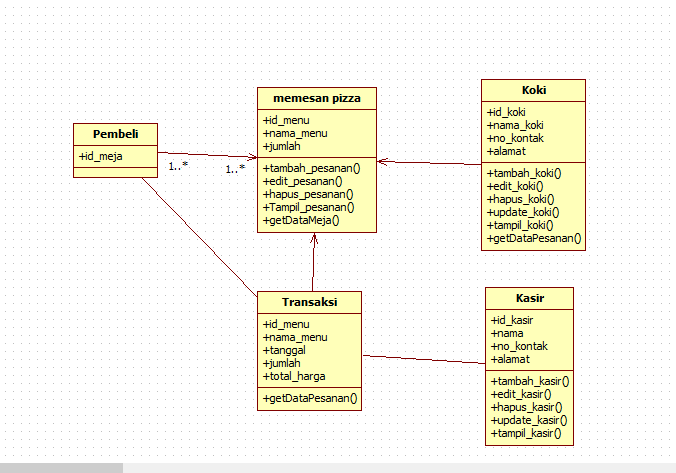 Pembeli
+id_meja
1..*
1..*
memesan pizza
+id_menu
+nama_menu
+jumlah
+tambah_pesanan()
+edit_pesanan()
+hapus_pesanan()
+Tampil_pesanan()
+getDataMeja()
Koki
+id_koki
+nama_koki
+no_kontak
+alamat
+tambah_koki()
+edit_koki()
+hapus_koki()
+update_koki()
+tampil_koki()
+getDataPesanan()
Transaksi
+id_menu
+nama_menu
+tanggal
+jumlah
+total_harga
+getDataPesanan()
Kasir
+id_kasir
+nama
+no_kontak
+alamat
+tambah_kasir()
+edit_kasir()
+hapus_kasir()
+update_kasir()
+tampil_kasir()